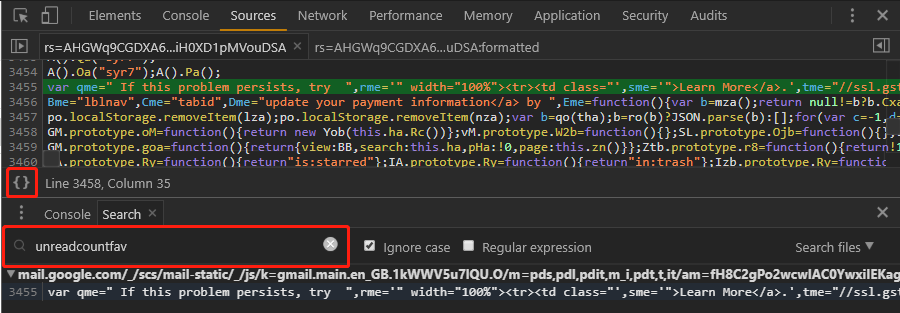 Elements Console Sources Network Performance Memory Application Security Audits
rs=AHGWq9CGDXA6...iH0XD1pMVouDSA × rs=AHGWq9CGDXA6...uDSA:formatted
3454 A().Oa("syr7");A().Pa();
3455 var qme=" If this problem persists, try ",rme='" width="100%"><tr><td class="',sme='">Learn More</a>.',tme="//ssl.gst
3456 Bme="lblnav",Cme="tabid",Dme="update your payment information</a> by ",Eme=function(){var b=mza();return null!=b?b.Cxa
3457 po.localStorage.removeItem(lza);po.localStorage.removeItem(nza);var b=qo(tha);b=ro(b)?JSON.parse(b):[];for(var c=-1,d
3458 GM.prototype.oM=function(){return new Yob(this.ha.Rc())};vM.prototype.W2b=function(){};SL.prototype.Ojb=function(){}
3459 GM.prototype.goa=function(){return{view:BB,search:this.ha,pHa:!0,page:this.zn()}};Ztb.prototype.r8=function(){return!1
3460 .prototype.Ry=function(){return"is:starred"};IA.prototype.Ry=function(){return"in:trash"};Izb.prototype.Ry=functio
{} Line 3458, Column 35
Console Search ×
unreadcountfav Ignore case Regular expression Search files
mail.google.com/_/scs/mail-static/_/js/k=gmail.main.en_GB.1kWWV5u7IQU.O/m=pds,pdl,pdit,m_i,pdt,t,it/am=fH8C2gPo2wcwIAC0YwxiIEKag
3455 var qme=" If this problem persists, try ",rme='" width="100%"><tr><td class="',sme='">Learn More</a>.',tme="//ssl.gst